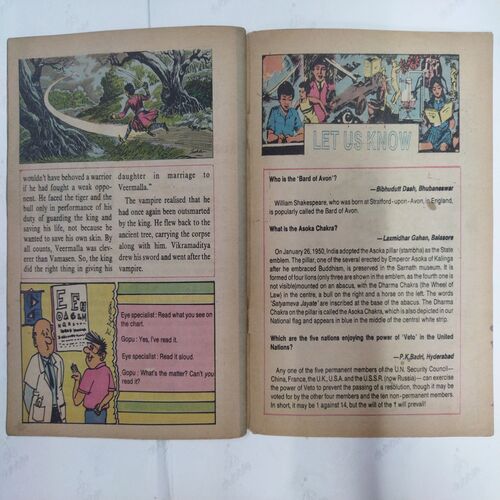 wouldn't have behoved a warrior
if he had fought a weak oppo-
nent. He faced the tiger and the
bull only in performance of his
duty of guarding the king and
saving his life, not because he
wanted to save his own skin. By
all counts, Veermalla was clev-
erer than Vamasen. So, the king
did the right thing in giving his
daughter in marriage to
Veermalla."
The vampire realised that he
had once again been outsmarted
by the king. He flew back to the
ancient tree, carrying the corpse
along with him. Vikramaditya
drew his sword and went after the
vampire.
Eye specialist: Read what you see on
the chart.
Gopu : Yes, I've read it.
Eye specialist: Read it aloud.
Gopu : What's the matter? Can't you
read it?
LET US KNOW
Who is the 'Bard of Avon'?
—Bibhudutt Dash, Bhubaneswar
William Shakespeare, who was born at Stratford-upon-Avon, in England,
is popularly called the Bard of Avon.
What is the Asoka Chakra?
—Laxmidhar Gahan, Balasore
On January 26, 1950, India adopted the Asoka pillar (stambha) as the State
emblem. The pillar, one of the several erected by Emperor Asoka of Kalinga
after he embraced Buddhism, is preserved in the Sarnath museum. It is
formed of four lions (only three are shown in the emblem, as the fourth one is
not visible)mounted on an abacus, with the Dharma Chakra (the Wheel of
Law) in the centre, a bull on the right and a horse on the left. The words
'Satyameva Jayate' are inscribed at the base of the abacus. The Dharma
Chakra on the pillar is called the Asoka Chakra, which is also depicted in our
National flag and appears in blue in the middle of the central white strip.
Which are the five nations enjoying the power of 'Veto' in the United
Nations?
—P.K. Badri, Hyderabad
Any one of the five permanent members of the U.N. Security Council—
China, France, the U.K., U.S.A. and the U.S.S.R. (now Russia)— can exercise
the power of Veto to prevent the passing of a resolution, though it may be
voted for by the other four members and the ten non-permanent members.
In short, it may be 1 against 14, but the will of the 1 will prevail!